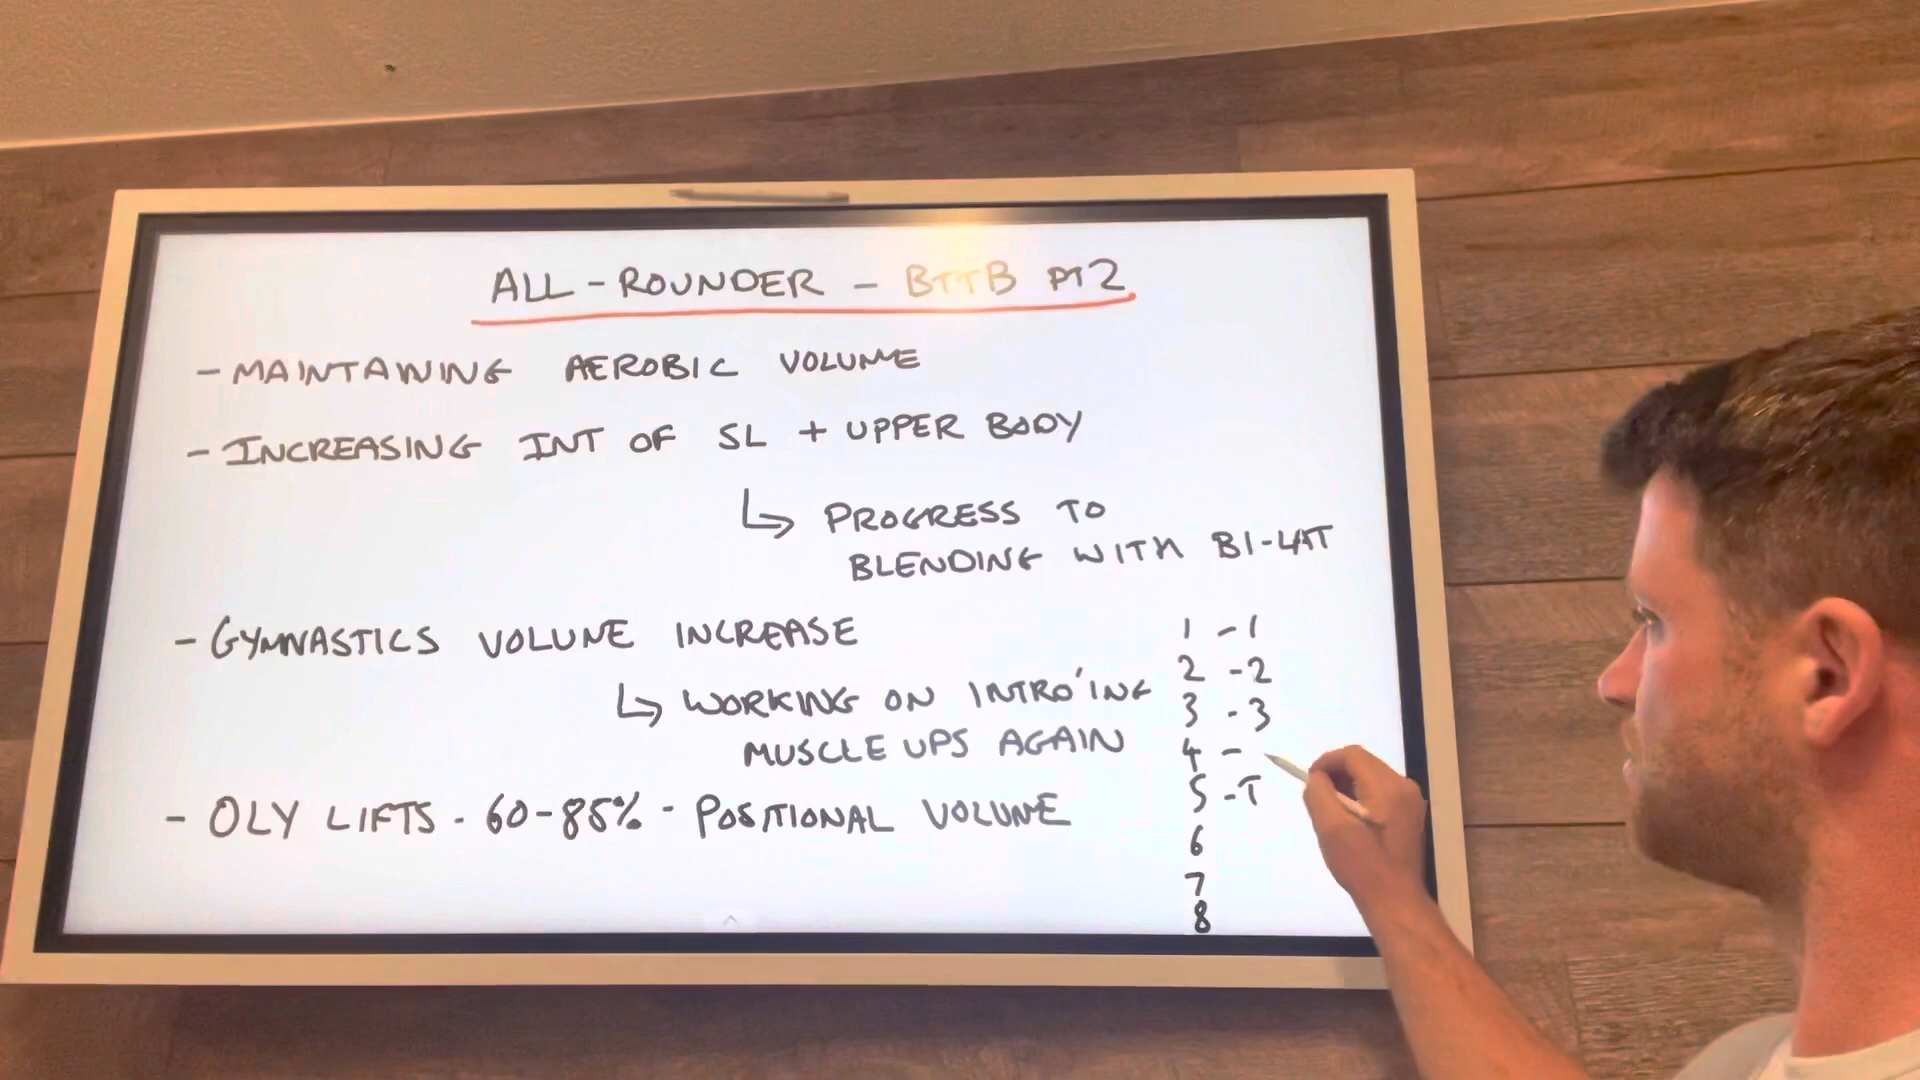 ALL-ROUNDER - BTTB PT2
- MAINTAINING AEROBIC VOLUME
- INCREASING INT OF SL + UPPER BODY
↳ PROGRESS TO
BLENDING WITH BI-LAT
- GYMNASTICS VOLUME INCREASE
↳ WORKING ON INTRO'ING
MUSCLE UPS AGAIN
- OLY LIFTS - 60-85% - POSITIONAL VOLUME
1 - 1
2 - 2
3 - 3
4 -
5 - T
6
7
8